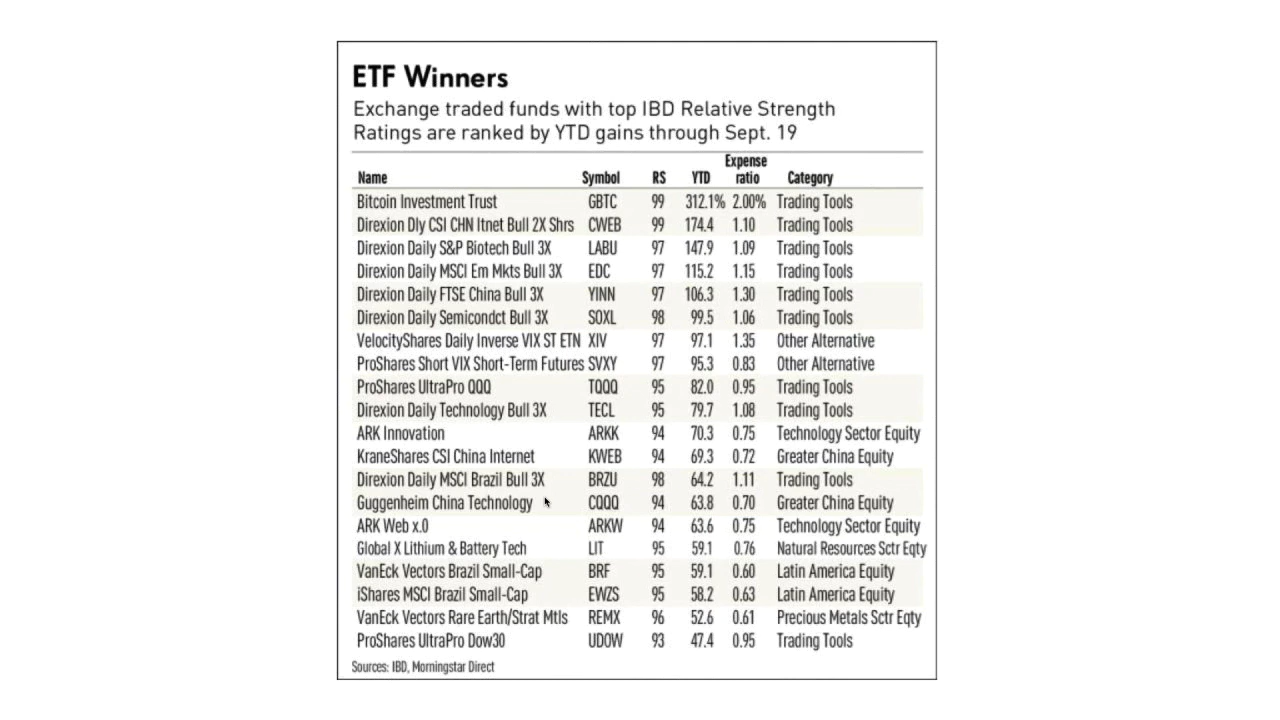 ETF Winners
Exchange traded funds with top IBD Relative Strength
Ratings are ranked by YTD gains through Sept. 19
Name Symbol RS YTD Expense ratio Category
Bitcoin Investment Trust GBTC 99 312.1% 2.00% Trading Tools
Direxion Dly CSI CHN Itnet Bull 2X Shrs CWEB 99 174.4 1.10 Trading Tools
Direxion Daily S&P Biotech Bull 3X LABU 97 147.9 1.09 Trading Tools
Direxion Daily MSCI Em Mkts Bull 3X EDC 97 115.2 1.15 Trading Tools
Direxion Daily FTSE China Bull 3X YINN 97 106.3 1.30 Trading Tools
Direxion Daily Semicondct Bull 3X SOXL 98 99.5 1.06 Trading Tools
VelocityShares Daily Inverse VIX ST ETN XIV 97 97.1 1.35 Other Alternative
ProShares Short VIX Short-Term Futures SVXY 97 95.3 0.83 Other Alternative
ProShares UltraPro QQQ TQQQ 95 82.0 0.95 Trading Tools
Direxion Daily Technology Bull 3X TECL 95 79.7 1.08 Trading Tools
ARK Innovation ARKK 94 70.3 0.75 Technology Sector Equity
KraneShares CSI China Internet KWEB 94 69.3 0.72 Greater China Equity
Direxion Daily MSCI Brazil Bull 3X BRZU 98 64.2 1.11 Trading Tools
Guggenheim China Technology CQQQ 94 63.8 0.70 Greater China Equity
ARK Web x.0 ARKW 94 63.6 0.75 Technology Sector Equity
Global X Lithium & Battery Tech LIT 95 59.1 0.76 Natural Resources Sctr Eqty
VanEck Vectors Brazil Small-Cap BRF 95 59.1 0.60 Latin America Equity
iShares MSCI Brazil Small-Cap EWZS 95 58.2 0.63 Latin America Equity
VanEck Vectors Rare Earth/Strat Mtls REMX 96 52.6 0.61 Precious Metals Sctr Eqty
ProShares UltraPro Dow30 UDOW 93 47.4 0.95 Trading Tools
Sources: IBD, Morningstar Direct